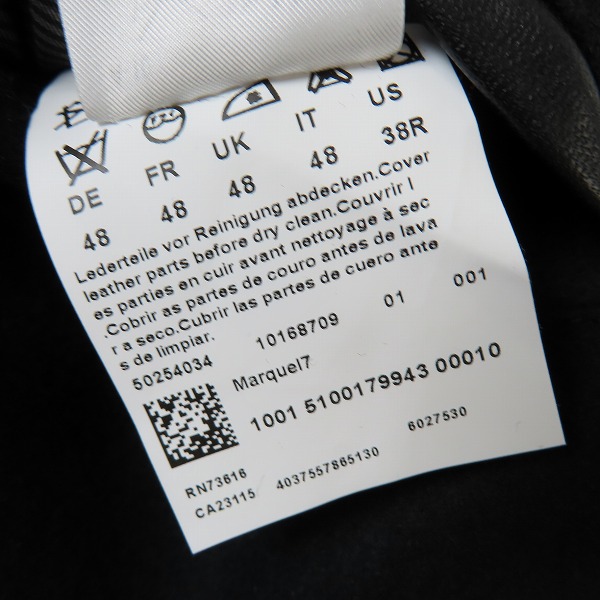 DE FR UK IT US
48 48 48 48 38R
Lederteile vor Reinigung abdecken.Cover
leather parts before dry clean.Couvrir l
es parties en cuir avant nettoyage à sec
.Cobrir as partes de couro antes de lava
r a seco.Cubrir las partes de cuero ante
s de limpiar.
50254034 10168709 01 001
Marquel7
1001 5100179943 00010
RN73616
CA23115 4037557865130 6027530